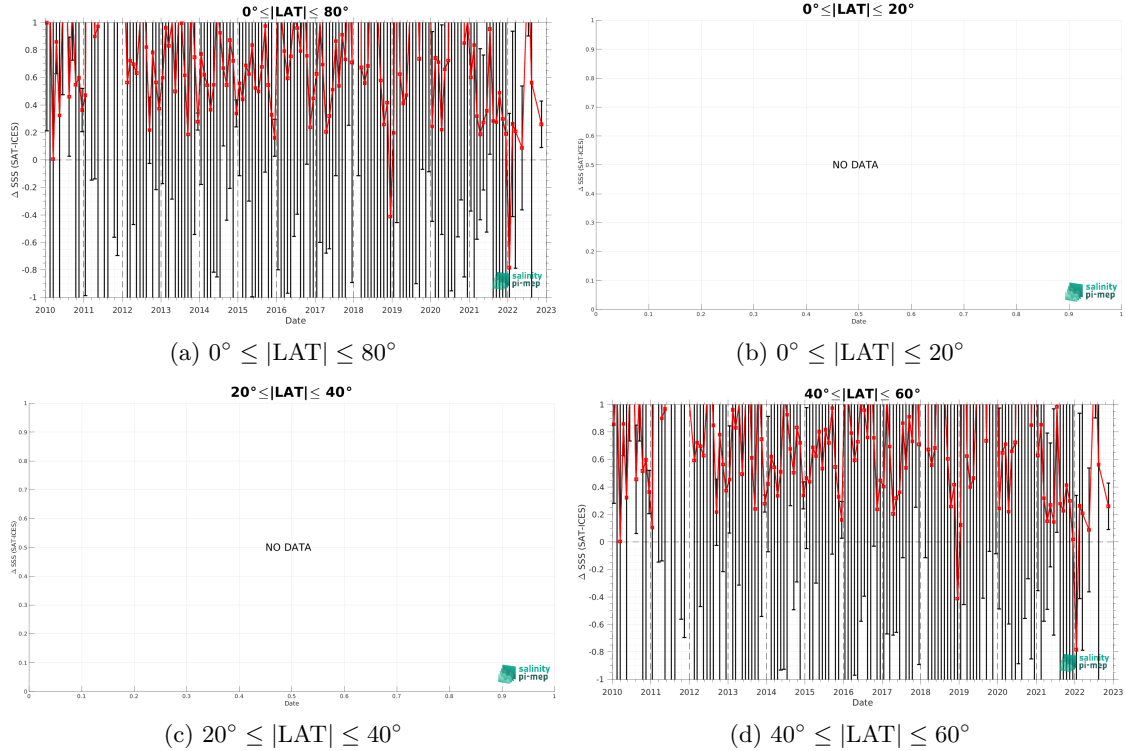 0°≤|LAT|≤ 80°
Δ SSS (SAT-ICES)
1
0.8
0.6
0.4
0.2
0
-0.2
-0.4
-0.6
-0.8
-1
2010 2011 2012 2013 2014 2015 2016 2017 2018 2019 2020 2021 2022 2023
Date
salinity
pi-mep
(a) 0° ≤ |LAT| ≤ 80°
0°≤|LAT|≤ 20°
Δ SSS (SAT-ICES)
1
0.9
0.8
0.7
0.6
0.5
0.4
0.3
0.2
0.1
0
NO DATA
0 0.1 0.2 0.3 0.4 0.5 0.6 0.7 0.8 0.9 1
Date
salinity
pi-mep
(b) 0° ≤ |LAT| ≤ 20°
20°≤|LAT|≤ 40°
Δ SSS (SAT-ICES)
1
0.9
0.8
0.7
0.6
0.5
0.4
0.3
0.2
0.1
0
NO DATA
0 0.1 0.2 0.3 0.4 0.5 0.6 0.7 0.8 0.9 1
Date
salinity
pi-mep
(c) 20° ≤ |LAT| ≤ 40°
40°≤|LAT|≤ 60°
Δ SSS (SAT-ICES)
1
0.8
0.6
0.4
0.2
0
-0.2
-0.4
-0.6
-0.8
-1
2010 2011 2012 2013 2014 2015 2016 2017 2018 2019 2020 2021 2022 2023
Date
salinity
pi-mep
(d) 40° ≤ |LAT| ≤ 60°